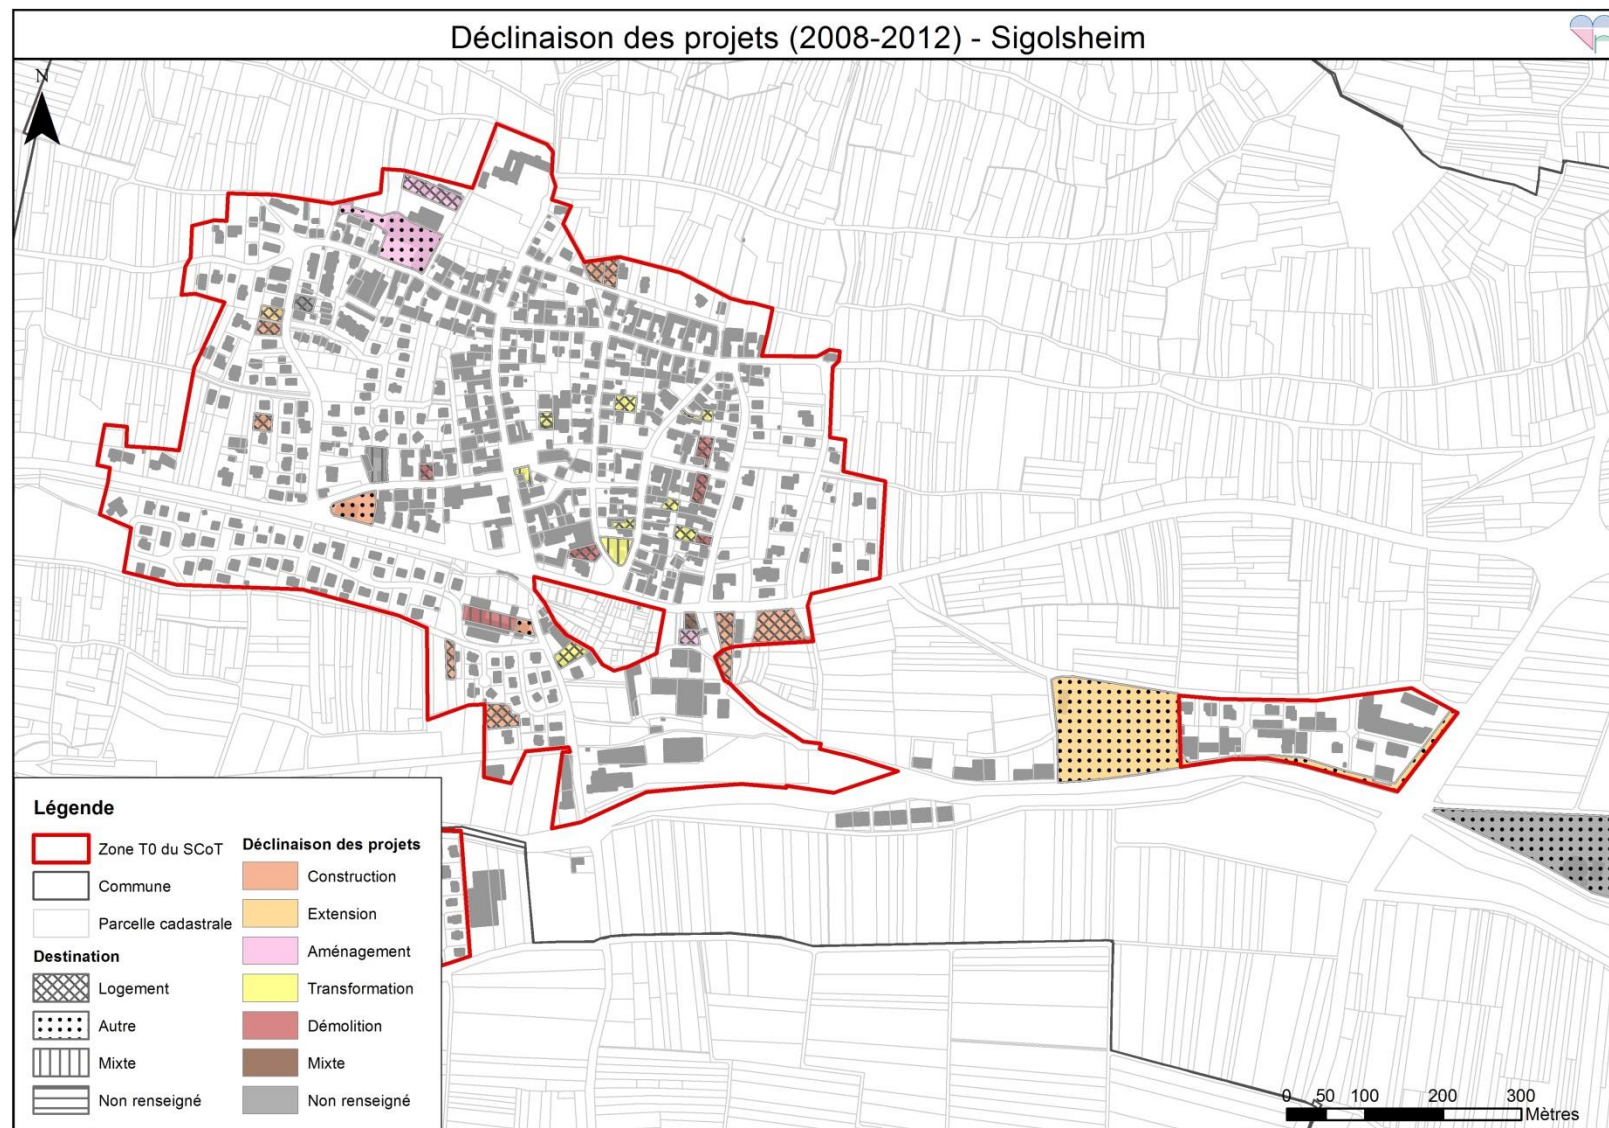 Déclinaison des projets (2008-2012) - Sigolsheim
N
Légende
Zone T0 du SCoT
Commune
Parcelle cadastrale
Destination
Logement
Autre
Mixte
Non renseigné
Déclinaison des projets
Construction
Extension
Aménagement
Transformation
Démolition
Mixte
Non renseigné
0 50 100 200 300
Mètres